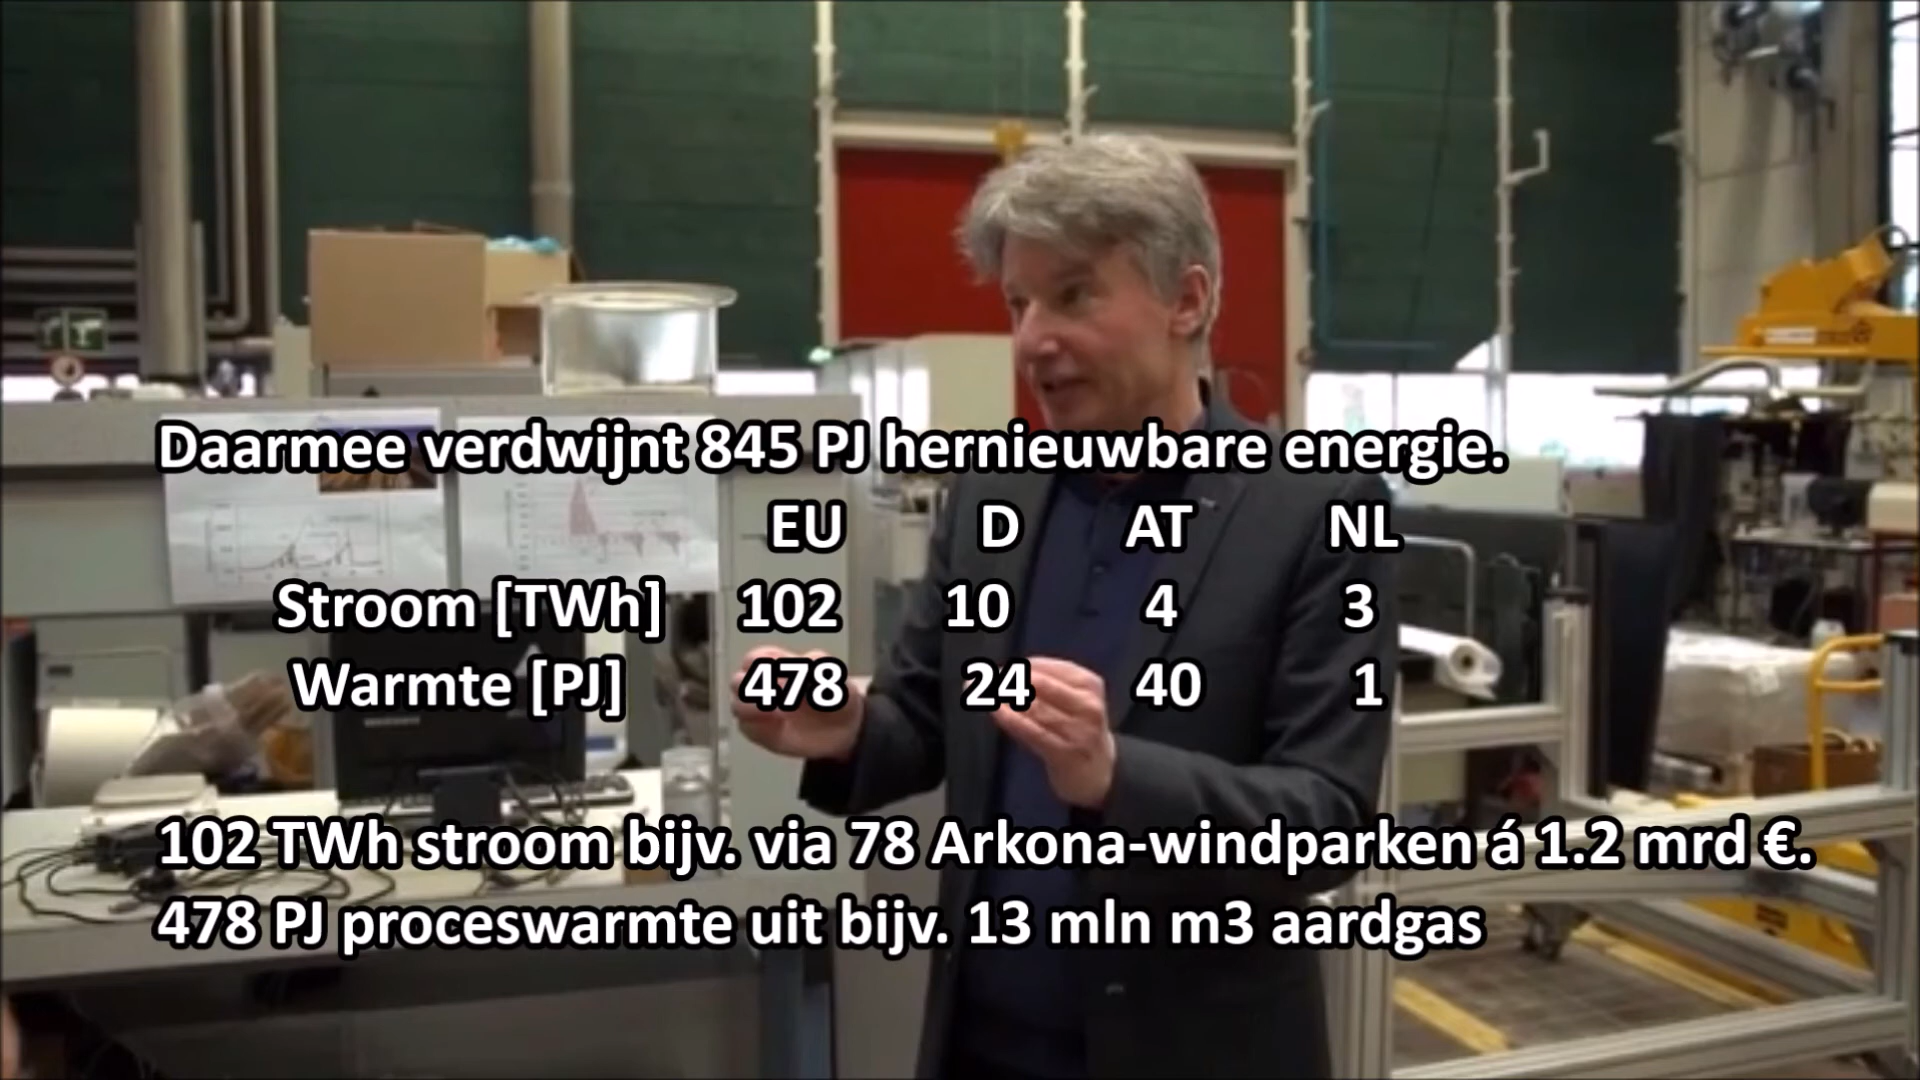 Daarmee verdwijnt 845 PJ hernieuwbare energie.
EU D AT NL
Stroom [TWh] 102 10 4 3
Warmte [PJ] 478 24 40 1
102 TWh stroom bijv. via 78 Arkona-windparken á 1.2 mrd €.
478 PJ proceswarmte uit bijv. 13 mln m3 aardgas